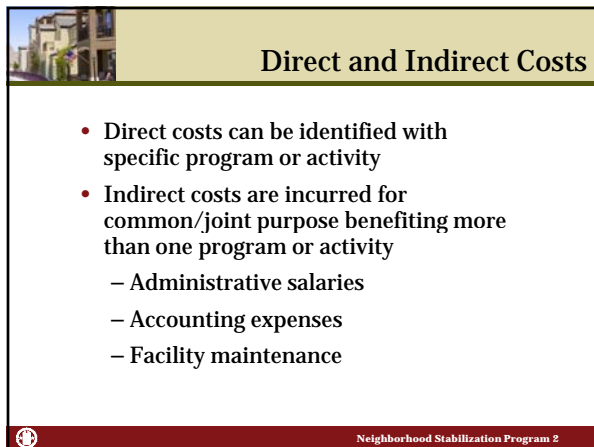 Direct and Indirect Costs
• Direct costs can be identified with
specific program or activity
• Indirect costs are incurred for
common/joint purpose benefiting more
than one program or activity
– Administrative salaries
– Accounting expenses
– Facility maintenance
Neighborhood Stabilization Program 2